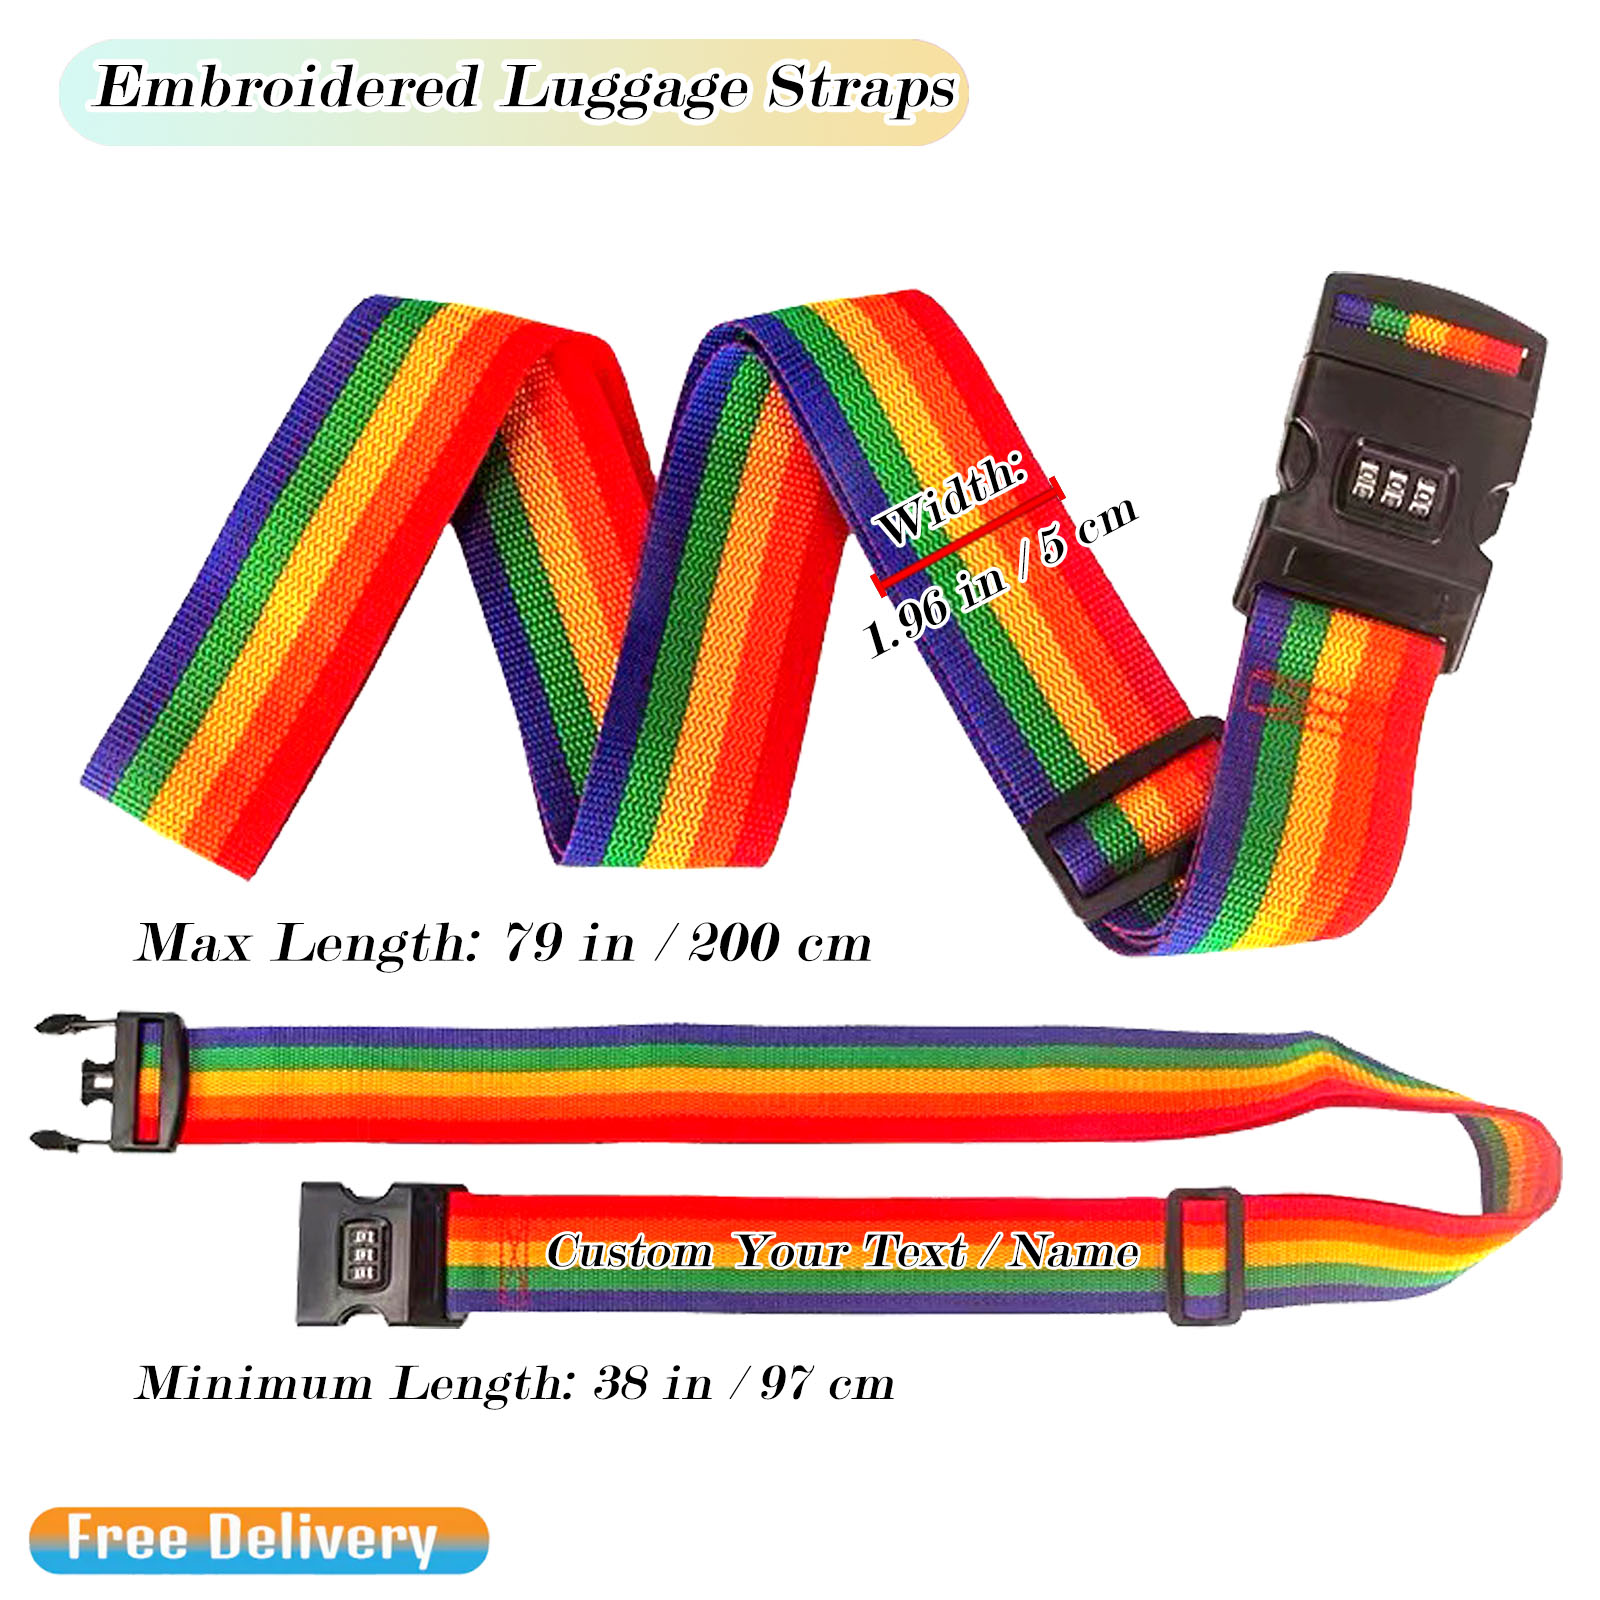 Embroidered Luggage Straps
Width:
1.96 in / 5 cm
Max Length: 79 in / 200 cm
Custom Your Text / Name
Minimum Length: 38 in / 97 cm
Free Delivery